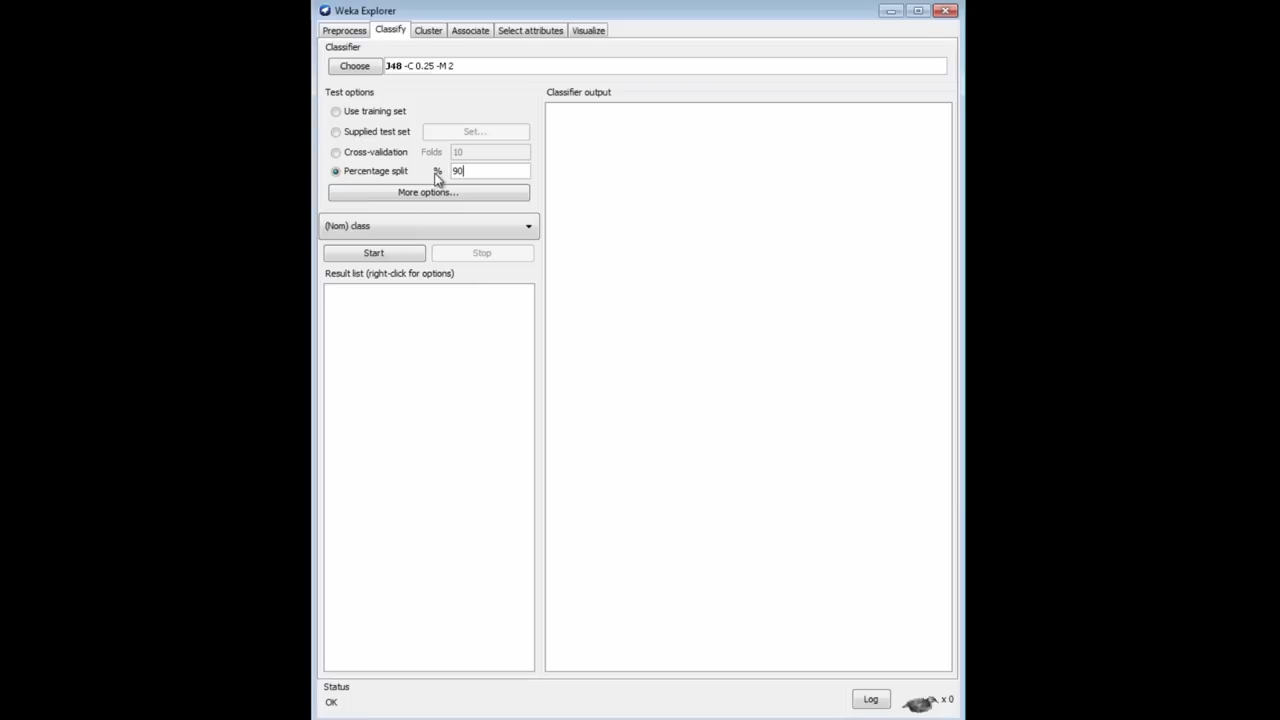 Weka Explorer
Preprocess Classify Cluster Associate Select attributes Visualize
Classifier
Choose J48 -C 0.25 -M 2
Test options
Use training set
Supplied test set Set...
Cross-validation Folds 10
Percentage split % 90
More options...
(Nom) class
Start Stop
Result list (right-click for options)
Classifier output
Status
OK
Log x 0